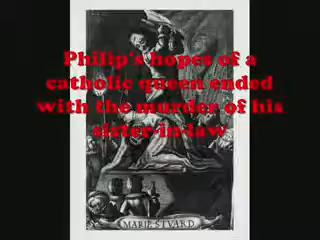 Philip's hopes of a
catholic queen ended
with the murder of his
sister-in-law
MARIE STVARD